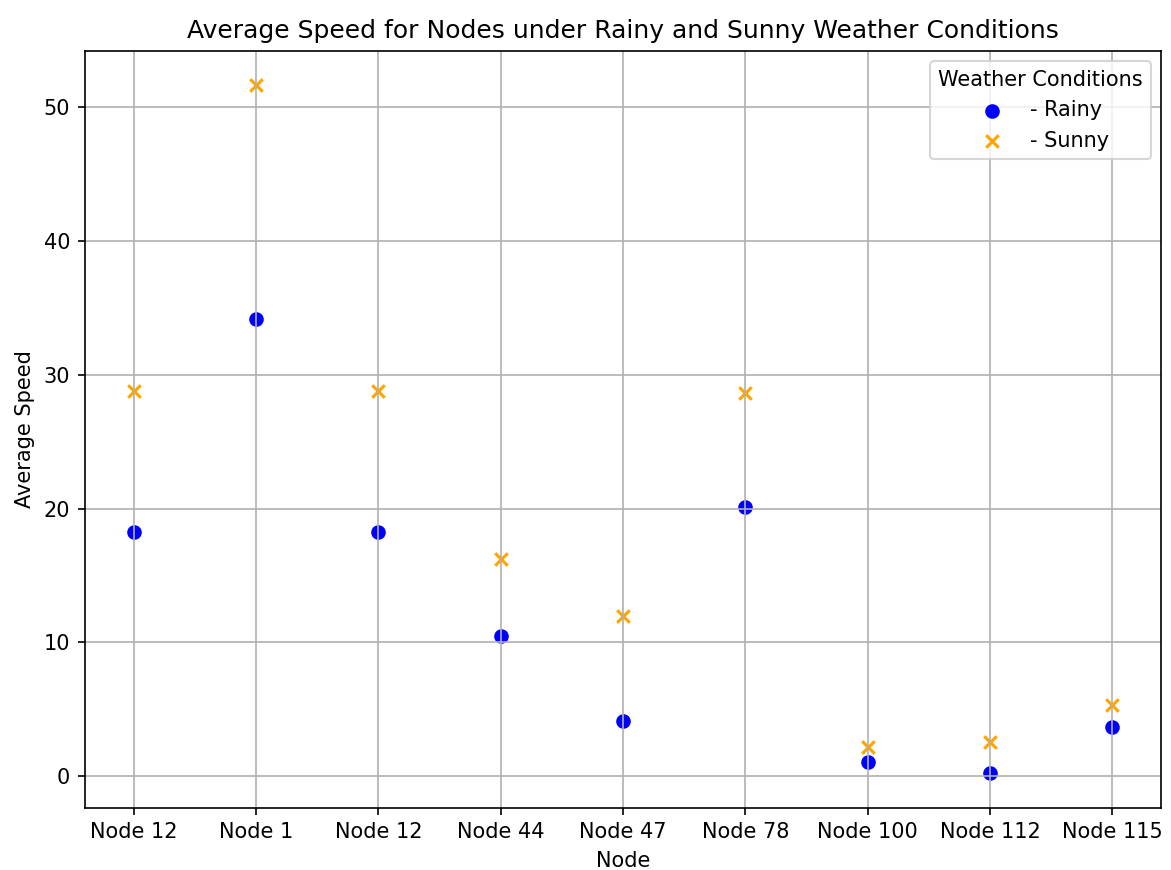 Average Speed for Nodes under Rainy and Sunny Weather Conditions
Weather Conditions
- Rainy
- Sunny
Average Speed
50
40
30
20
10
0
Node 12 Node 1 Node 12 Node 44 Node 47 Node 78 Node 100 Node 112 Node 115
Node